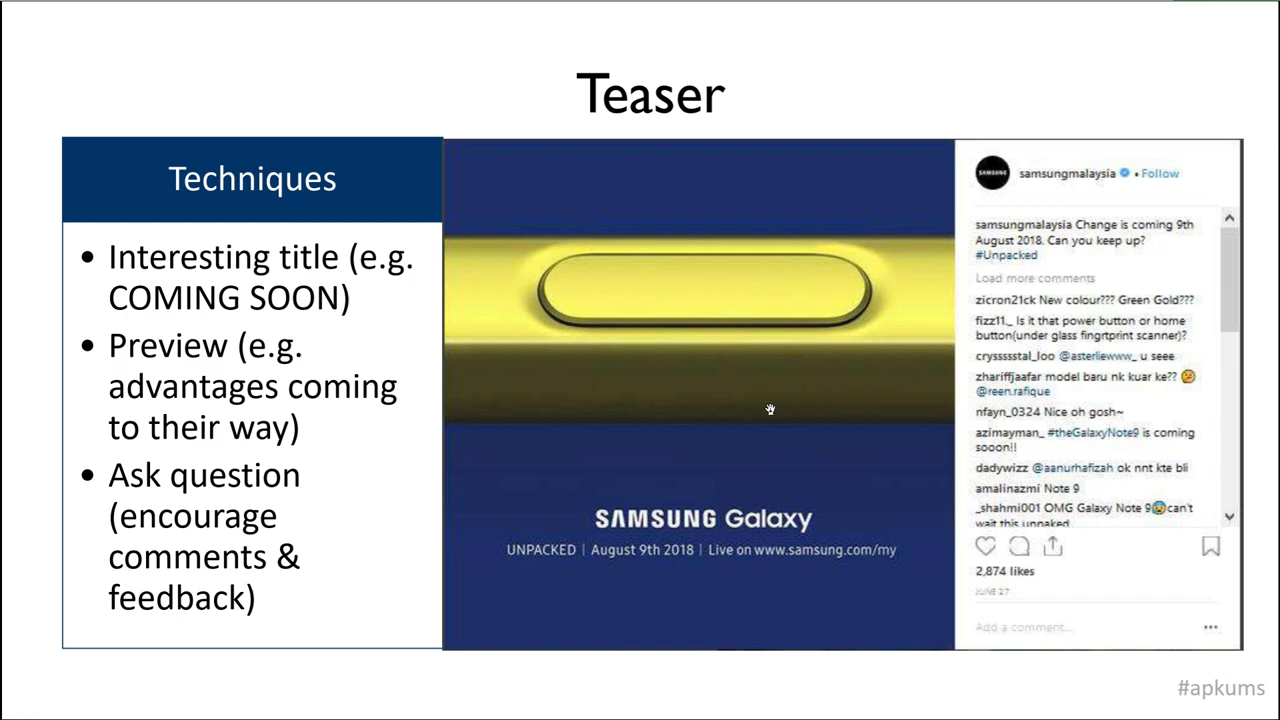 Teaser
Techniques
• Interesting title (e.g.
COMING SOON)
• Preview (e.g.
advantages coming
to their way)
• Ask question
(encourage
comments &
feedback)
SAMSUNG Galaxy
UNPACKED | August 9th 2018 | Live on www.samsung.com/my
SAMSUNG
samsungmalaysia • Follow
samsungmalaysia Change is coming 9th
August 2018. Can you keep up?
#Unpacked
Load more comments
zicron21ck New colour??? Green Gold???
fizz11._ Is it that power button or home
button(under glass fingrtprint scanner)?
cryssssstal_loo @asterliewww_ u seee
zhariffjaafar model baru nk kuar ke?? 😕
@reen.rafique
nfayn_0324 Nice oh gosh~
azimayman_ #theGalaxyNote9 is coming
sooon!!
dadywizz @aanurhafizah ok nnt kte bli
amalinazmi Note 9
_shahmi001 OMG Galaxy Note 9😰can't
wait this unpaked
2,874 likes
JUNE 27
Add a comment...
#apkums